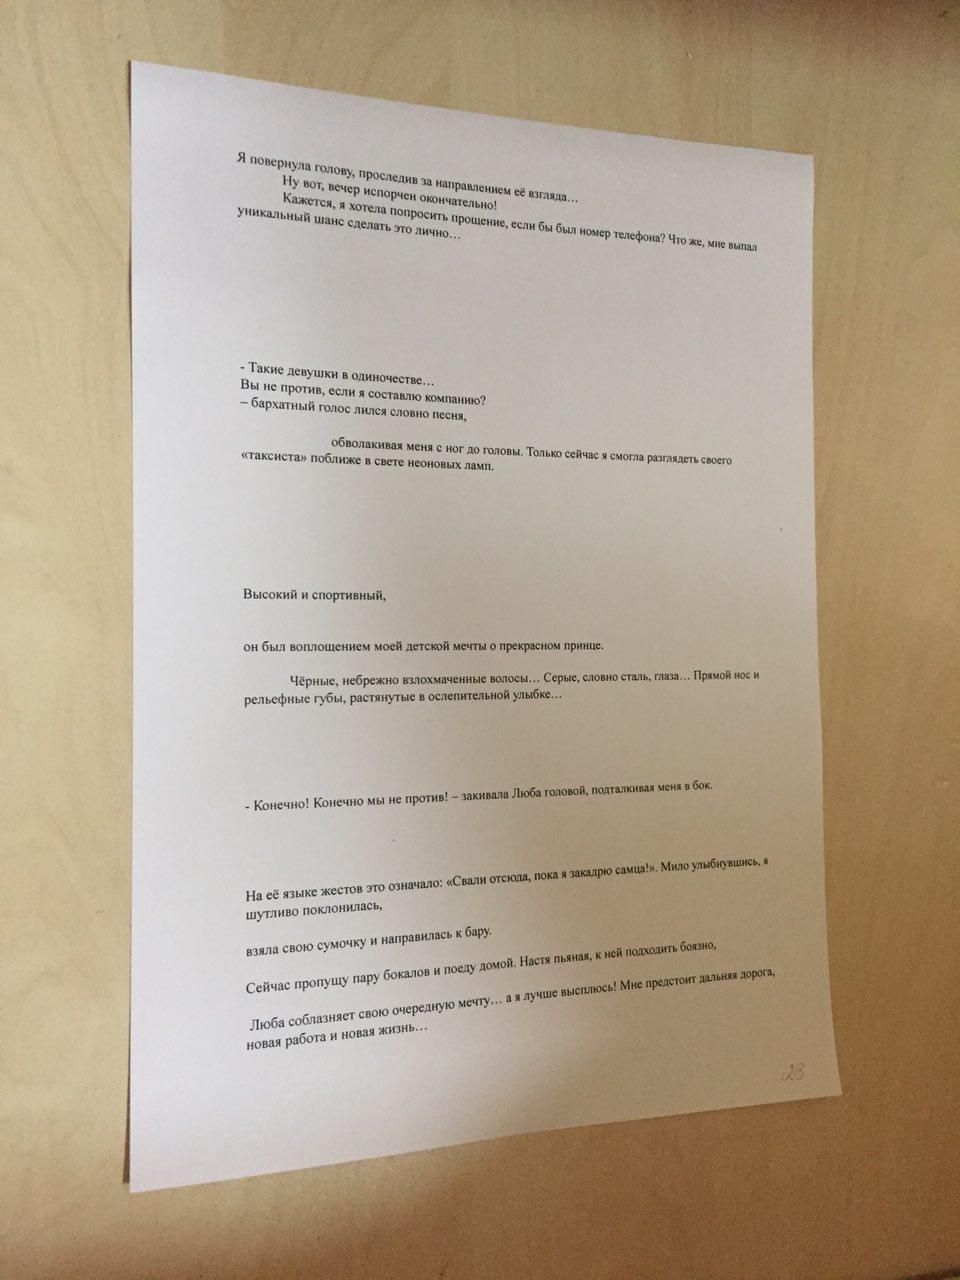 Я повернула голову, проследив за направлением её взгляда…
Ну вот, вечер испорчен окончательно!
Кажется, я хотела попросить прощение, если бы был номер телефона? Что же, мне выпал
уникальный шанс сделать это лично…
- Такие девушки в одиночестве…
Вы не против, если я составлю компанию?
– бархатный голос лился словно песня,
обволакивая меня с ног до головы. Только сейчас я смогла разглядеть своего
«таксиста» поближе в свете неоновых ламп.
Высокий и спортивный,
он был воплощением моей детской мечты о прекрасном принце.
Чёрные, небрежно взлохмаченные волосы… Серые, словно сталь, глаза… Прямой нос и
рельефные губы, растянутые в ослепительной улыбке…
- Конечно! Конечно мы не против! – закивала Люба головой, подталкивая меня в бок.
На её языке жестов это означало: «Свали отсюда, пока я закадрю самца!». Мило улыбнувшись, я
шутливо поклонилась,
взяла свою сумочку и направилась к бару.
Сейчас пропущу пару бокалов и поеду домой. Настя пьяная, к ней подходить боязно,
Люба соблазняет свою очередную мечту… а я лучше высплюсь! Мне предстоит дальняя дорога,
новая работа и новая жизнь…